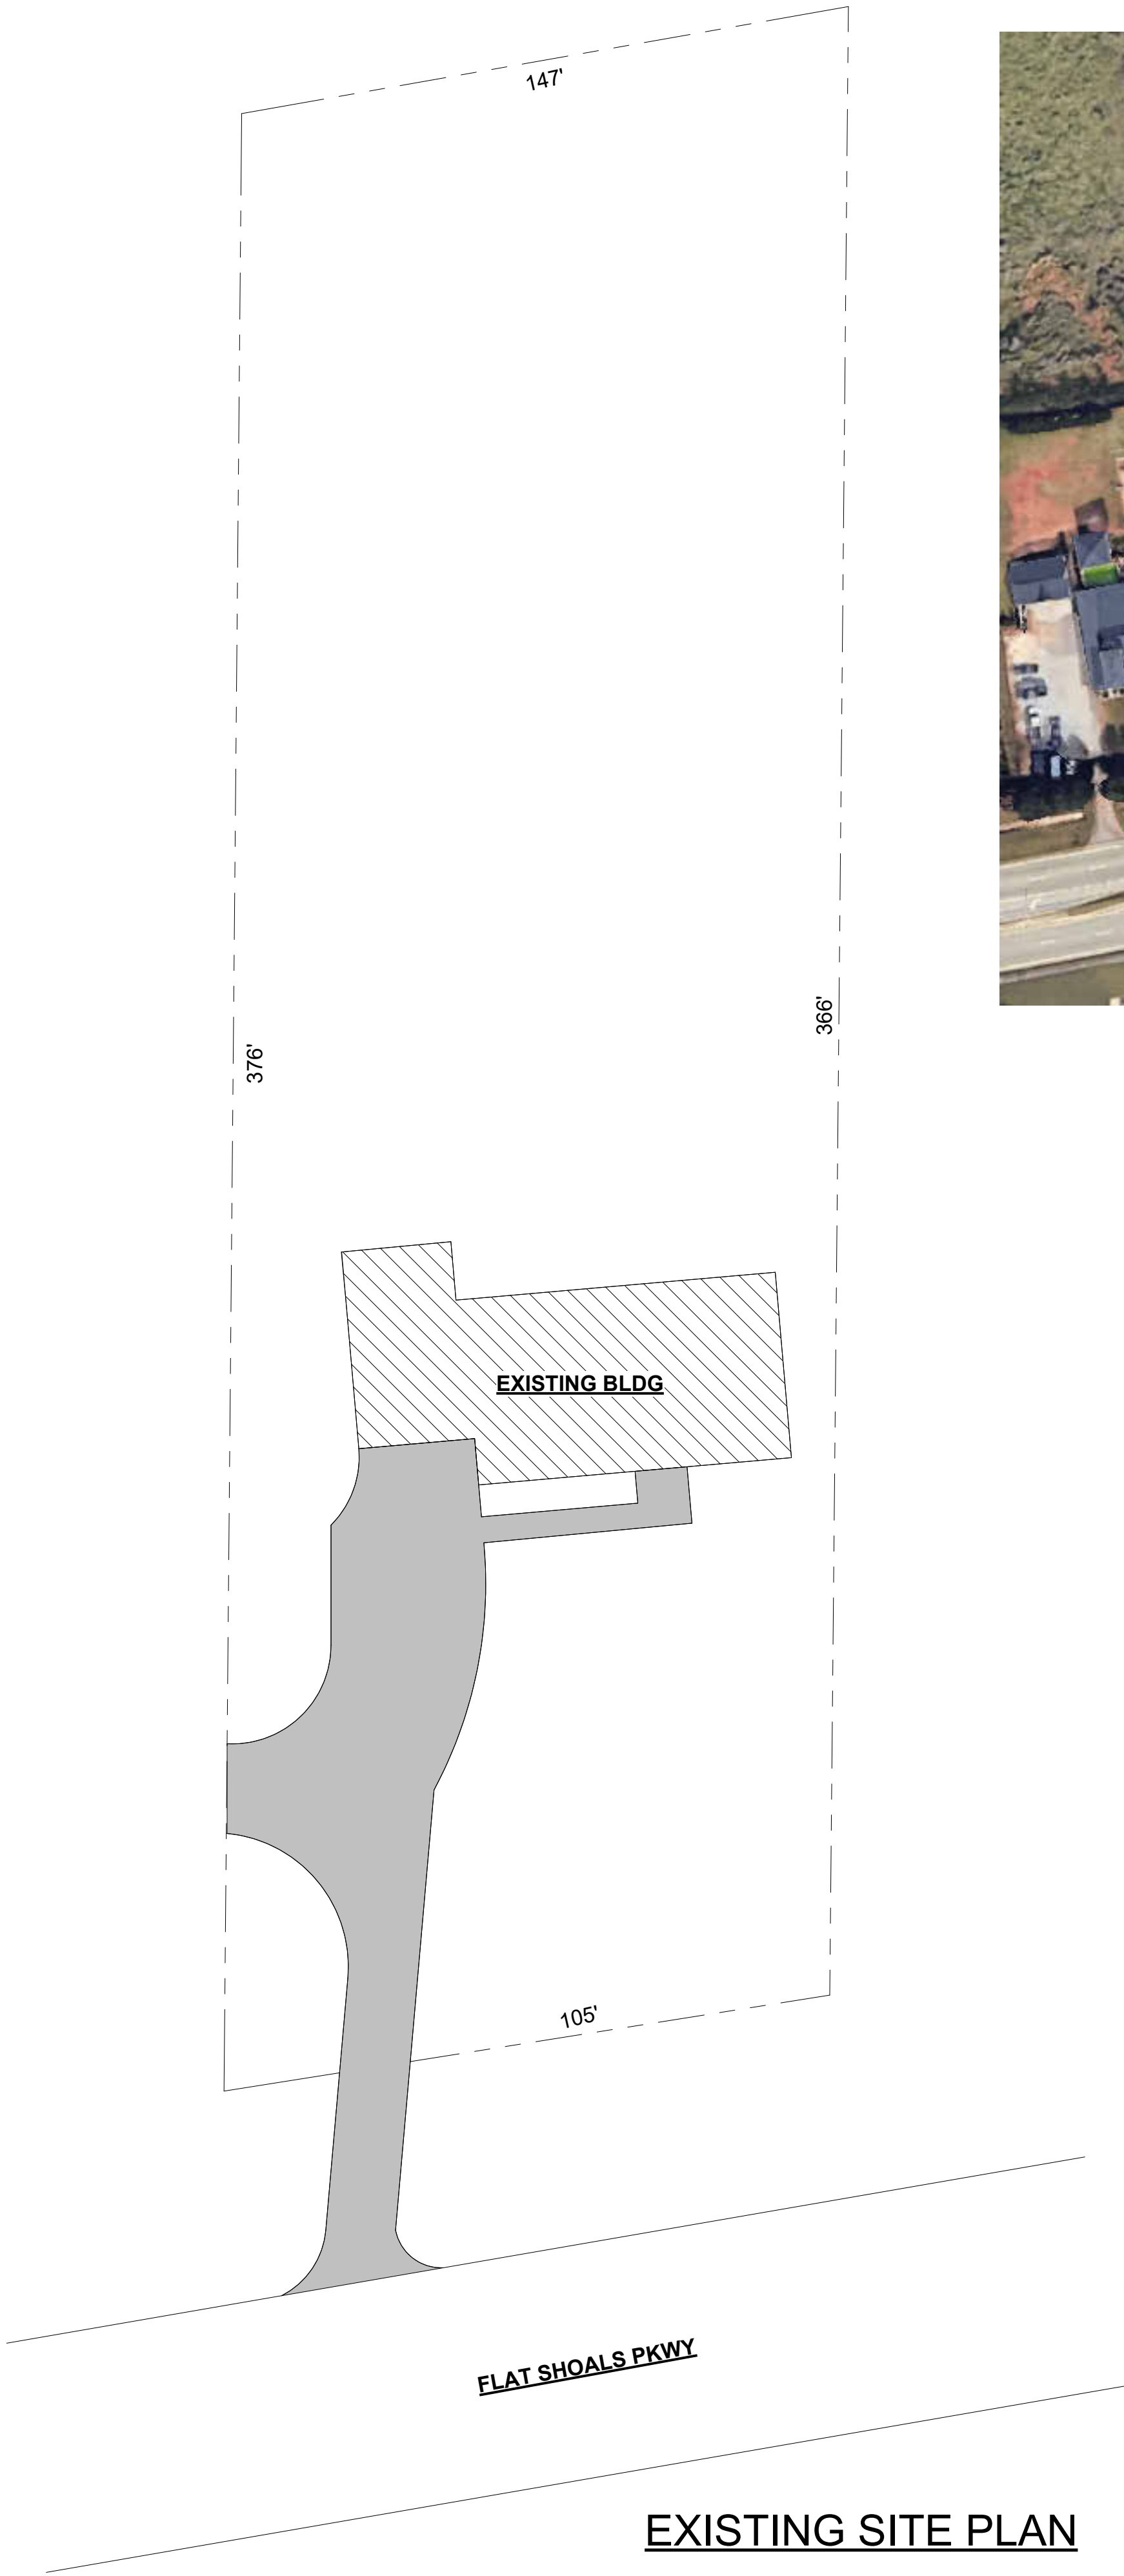 147'
366'
376'
EXISTING BLDG
105'
FLAT SHOALS PKWY
EXISTING SITE PLAN